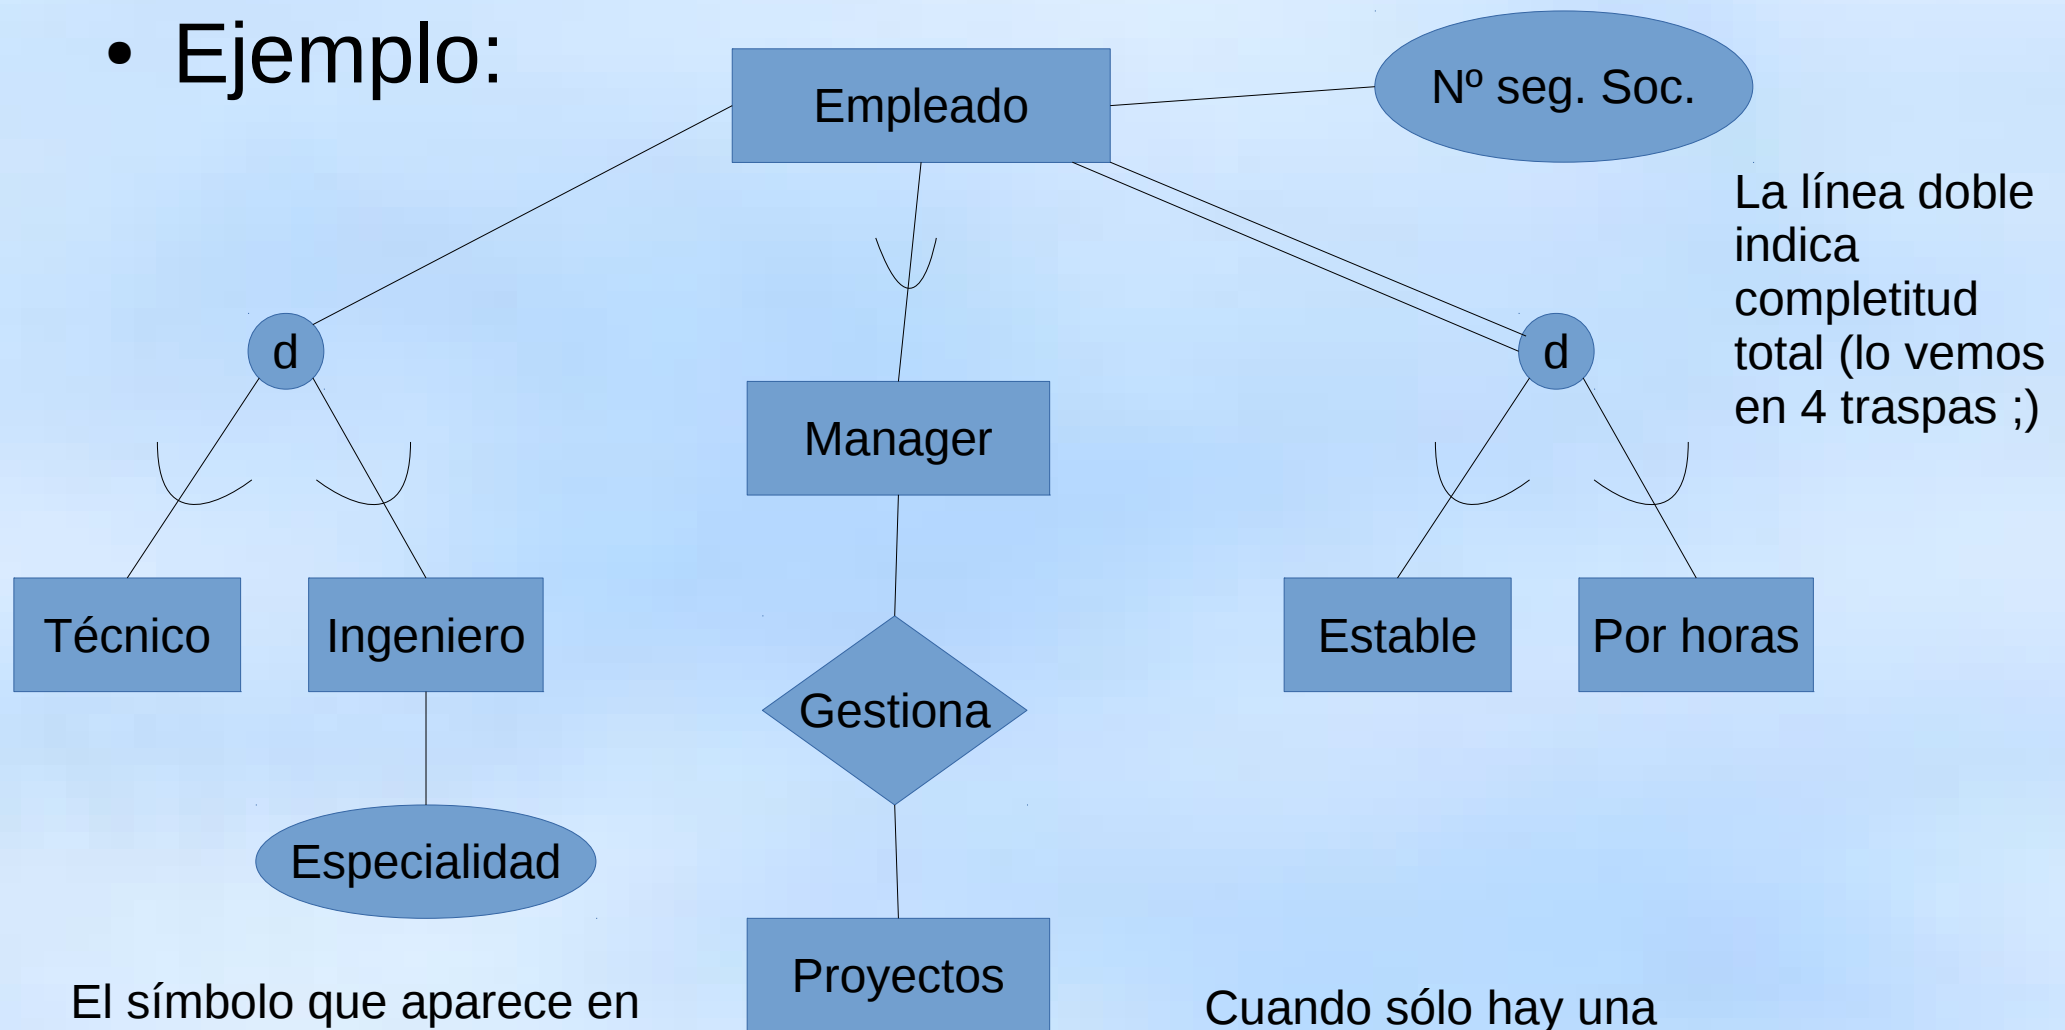 • Ejemplo:
Empleado
Nº seg. Soc.
La línea doble
indica
completitud
total (lo vemos
en 4 traspas ;)
d
d
Manager
Técnico
Ingeniero
Estable
Por horas
Gestiona
Especialidad
Proyectos
El símbolo que aparece en
Cuando sólo hay una